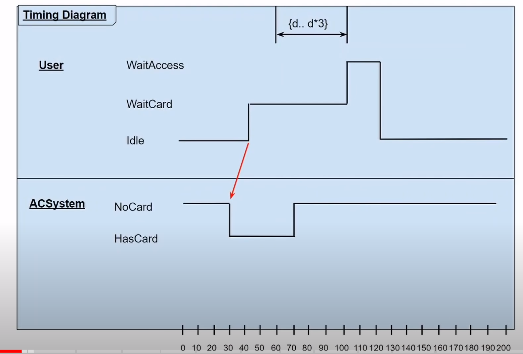 Timing Diagram
{d.. d*3}
User
WaitAccess
WaitCard
Idle
ACSystem
NoCard
HasCard
0 10 20 30 40 50 60 70 80 90 100 110 120 130 140 150 160 170 180 190 200